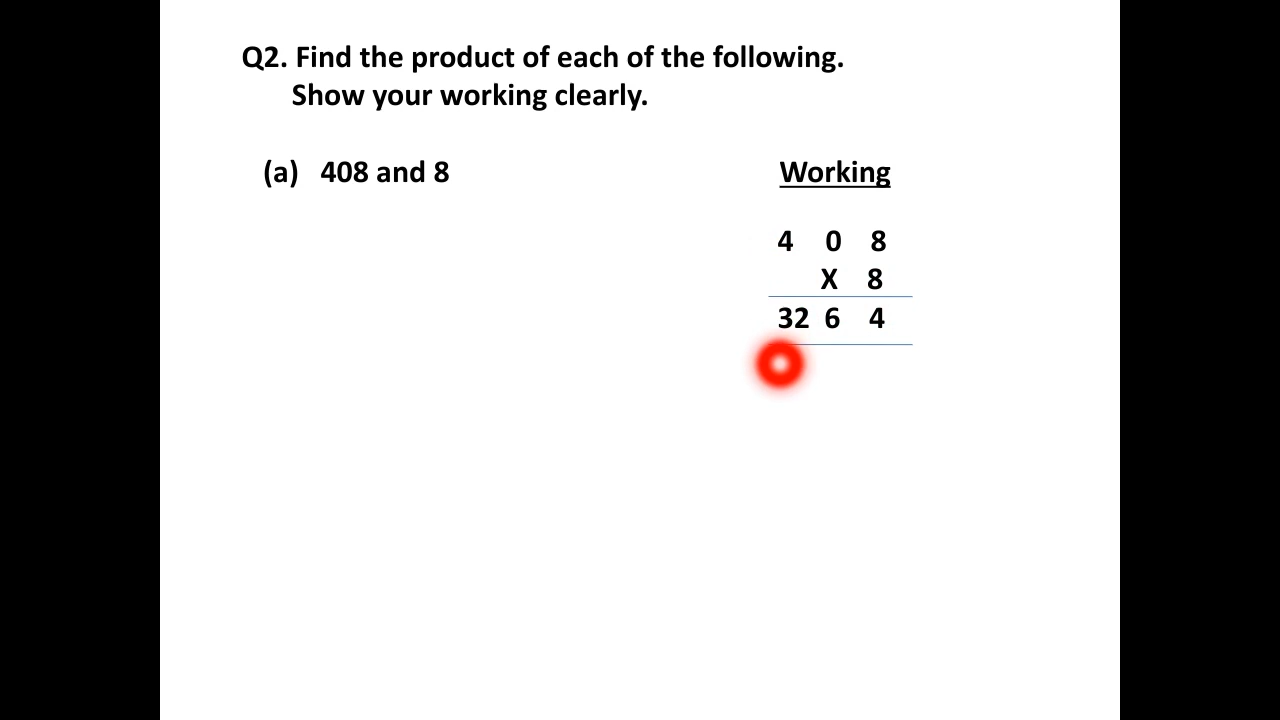 Q2. Find the product of each of the following.
Show your working clearly.
(a) 408 and 8
Working
4 0 8
X 8
32 6 4